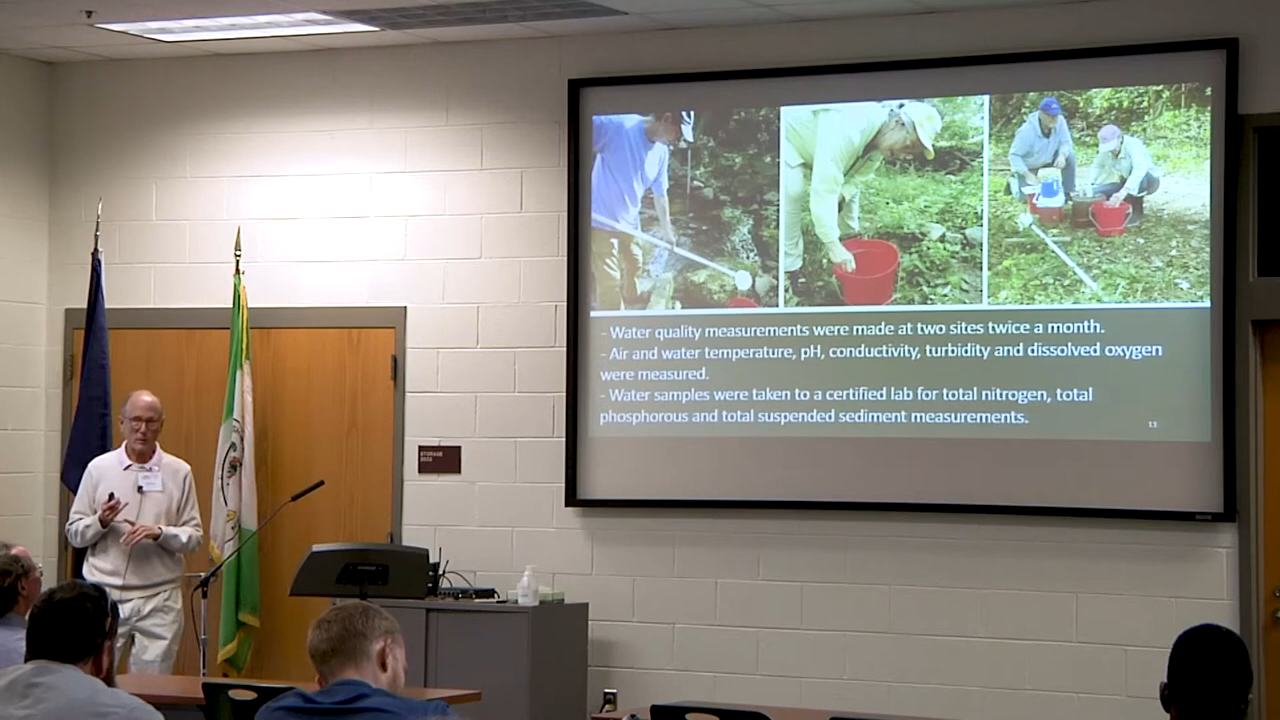 - Water quality measurements were made at two sites twice a month.
- Air and water temperature, pH, conductivity, turbidity and dissolved oxygen
were measured.
- Water samples were taken to a certified lab for total nitrogen, total
phosphorous and total suspended sediment measurements.
STORAGE